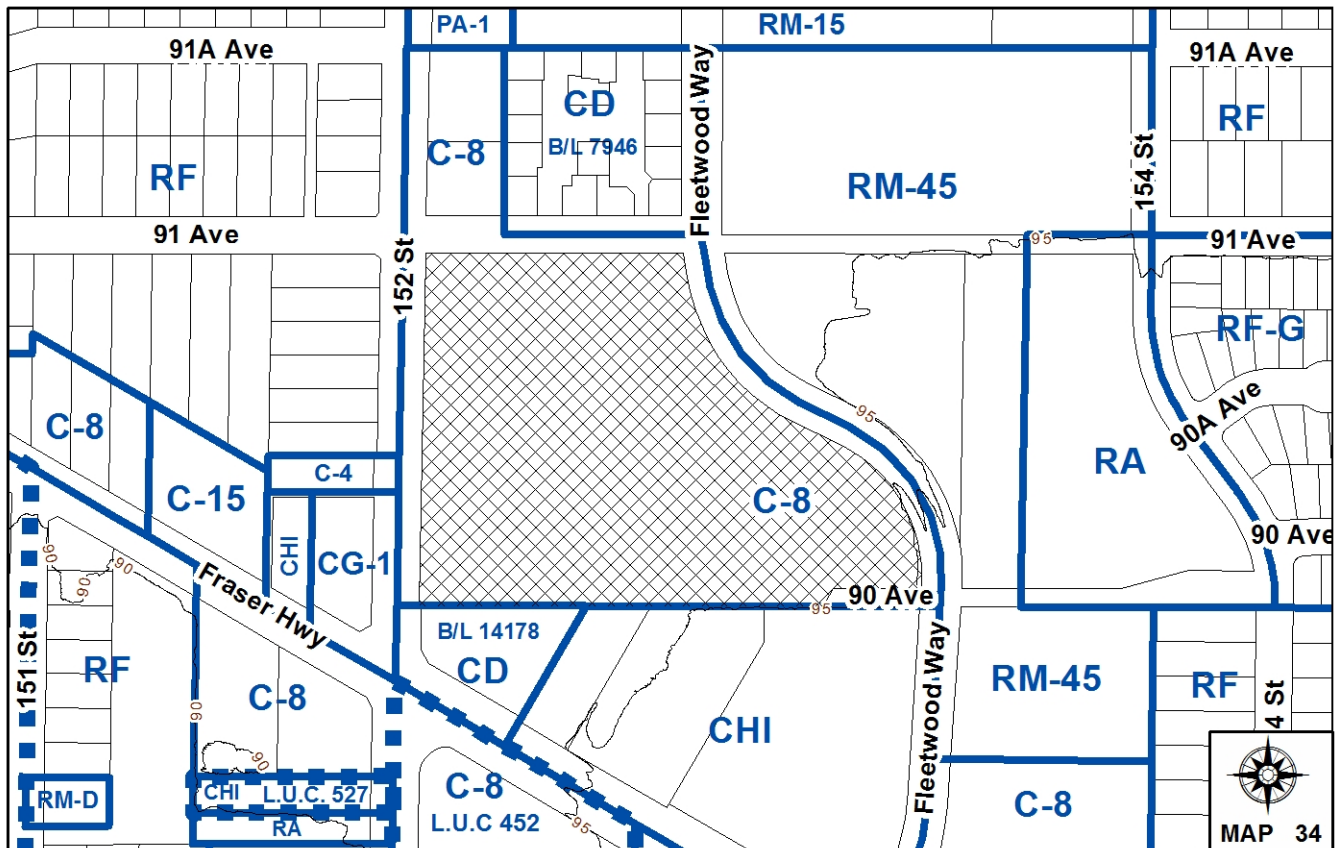 PA-1
RM-15
91A Ave
91A Ave
CD
B/L 7946
RF
C-8
Fleetwood Way
RM-45
154 St
RF
91 Ave
95
91 Ave
152 St
RF-G
C-8
95
90A Ave
C-4
C-15
C-8
RA
CHI
CG-1
90
90
90
Fraser Hwy
90 Ave
95
90 Ave
B/L 14178
CD
151 St
RF
C-8
90
Fleetwood Way
RM-45
RF
4 St
CHI
90
CHI
L.U.C. 527
RM-D
RA
C-8
L.U.C 452
95
C-8
MAP 34